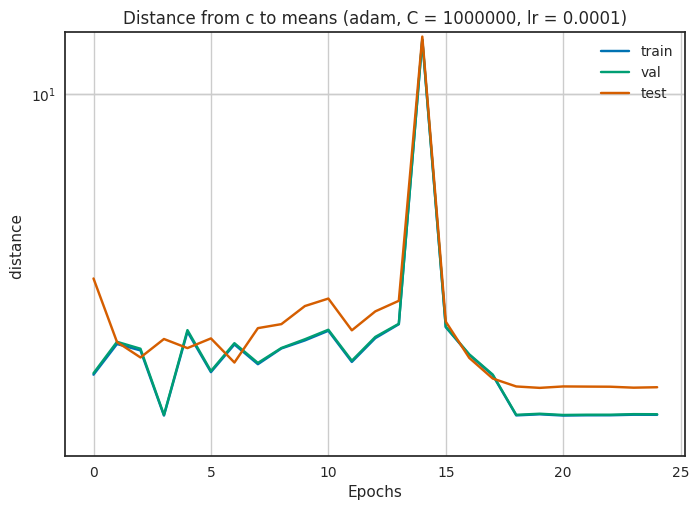 Distance from c to means (adam, C = 1000000, lr = 0.0001)
train
val
test
10^1
distance
0 5 10 15 20 25
Epochs